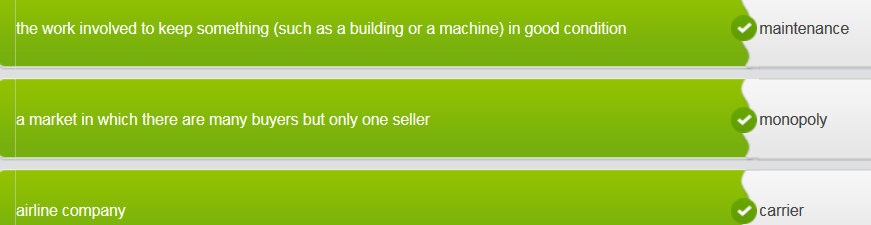 the work involved to keep something (such as a building or a machine) in good condition maintenance
a market in which there are many buyers but only one seller monopoly
airline company carrier